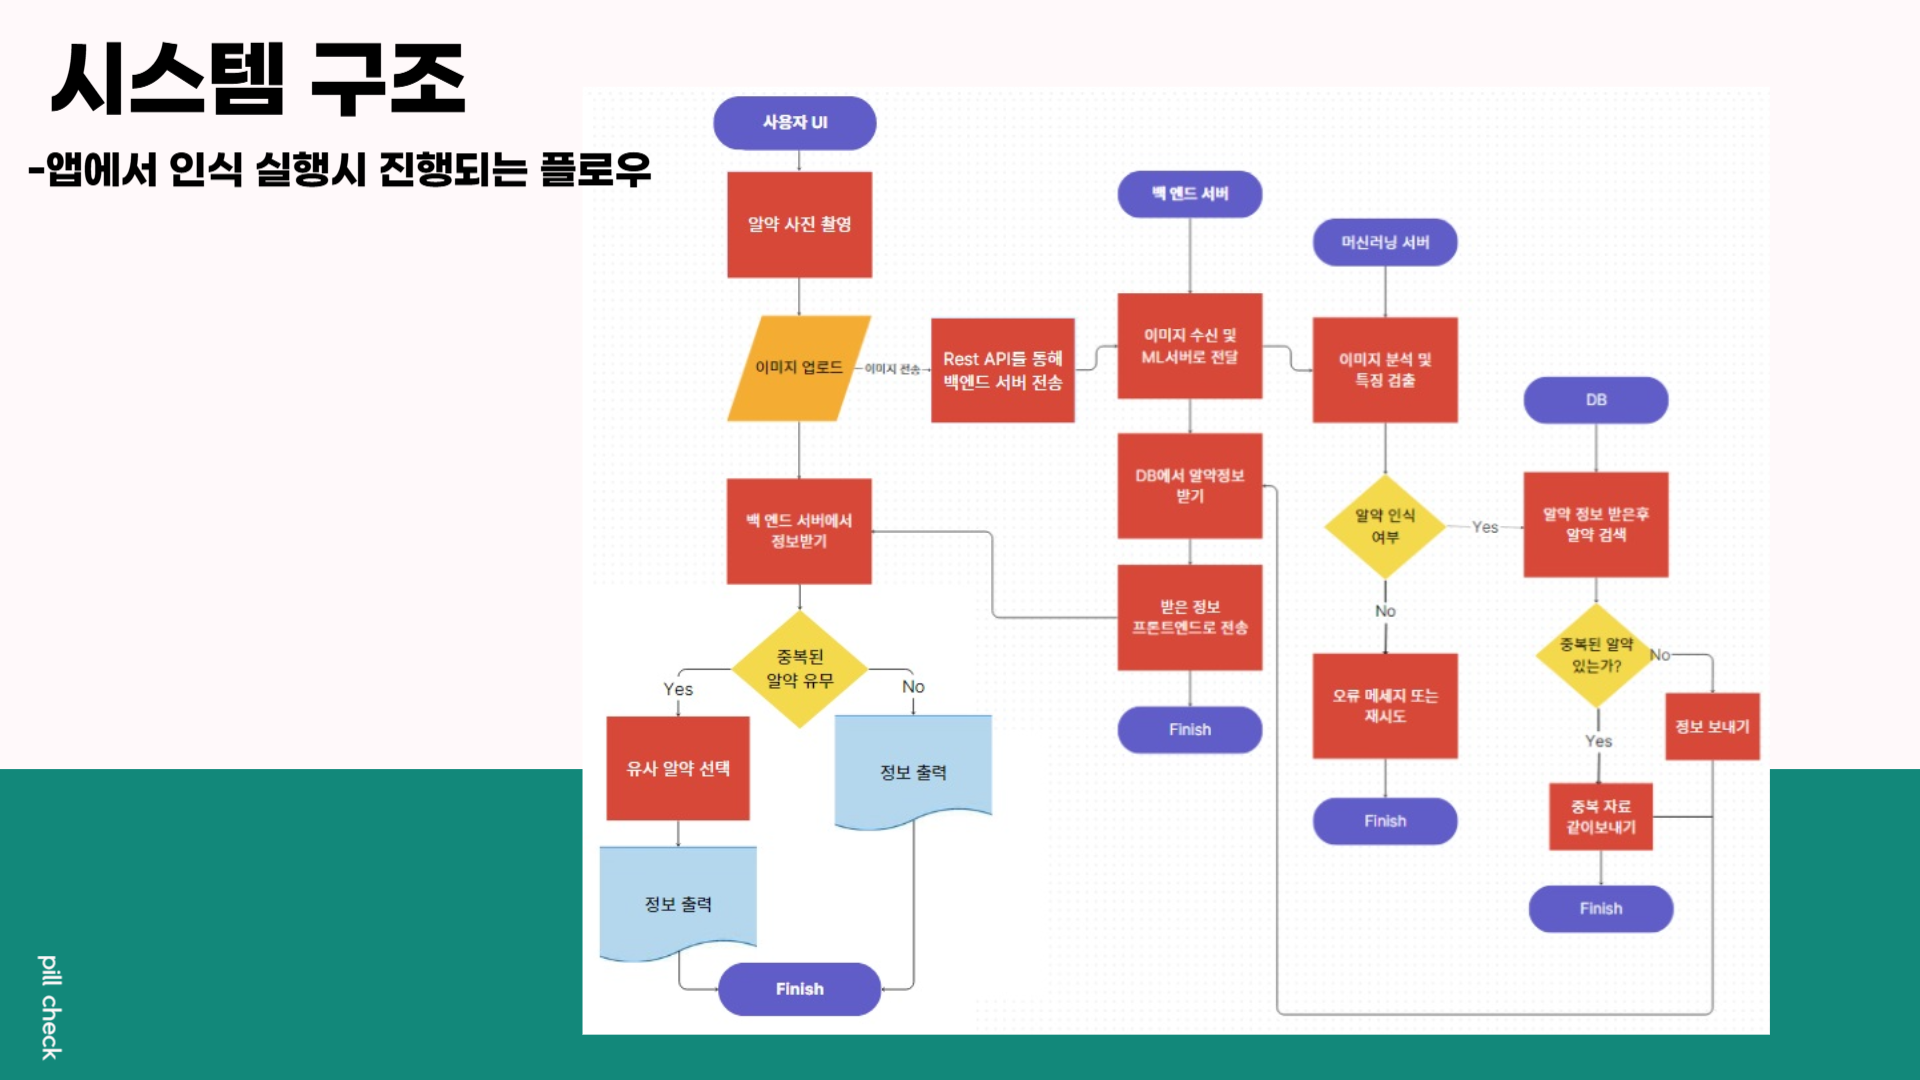 시스템 구조
-앱에서 인식 실행시 진행되는 플로우
사용자 UI
알약 사진 촬영
이미지 업로드
이미지 전송
Rest API를 통해
백엔드 서버 전송
백 엔드 서버에서
정보받기
중복된
알약 유무
Yes
No
유사 알약 선택
정보 출력
정보 출력
Finish
백 엔드 서버
이미지 수신 및
ML서버로 전달
DB에서 알약정보
받기
받은 정보
프론트엔드로 전송
Finish
머신러닝 서버
이미지 분석 및
특징 검출
알약 인식
여부
Yes
No
오류 메세지 또는
재시도
Finish
DB
알약 정보 받은후
알약 검색
중복된 알약
있는가?
No
Yes
정보 보내기
중복 자료
같이보내기
Finish
pill check